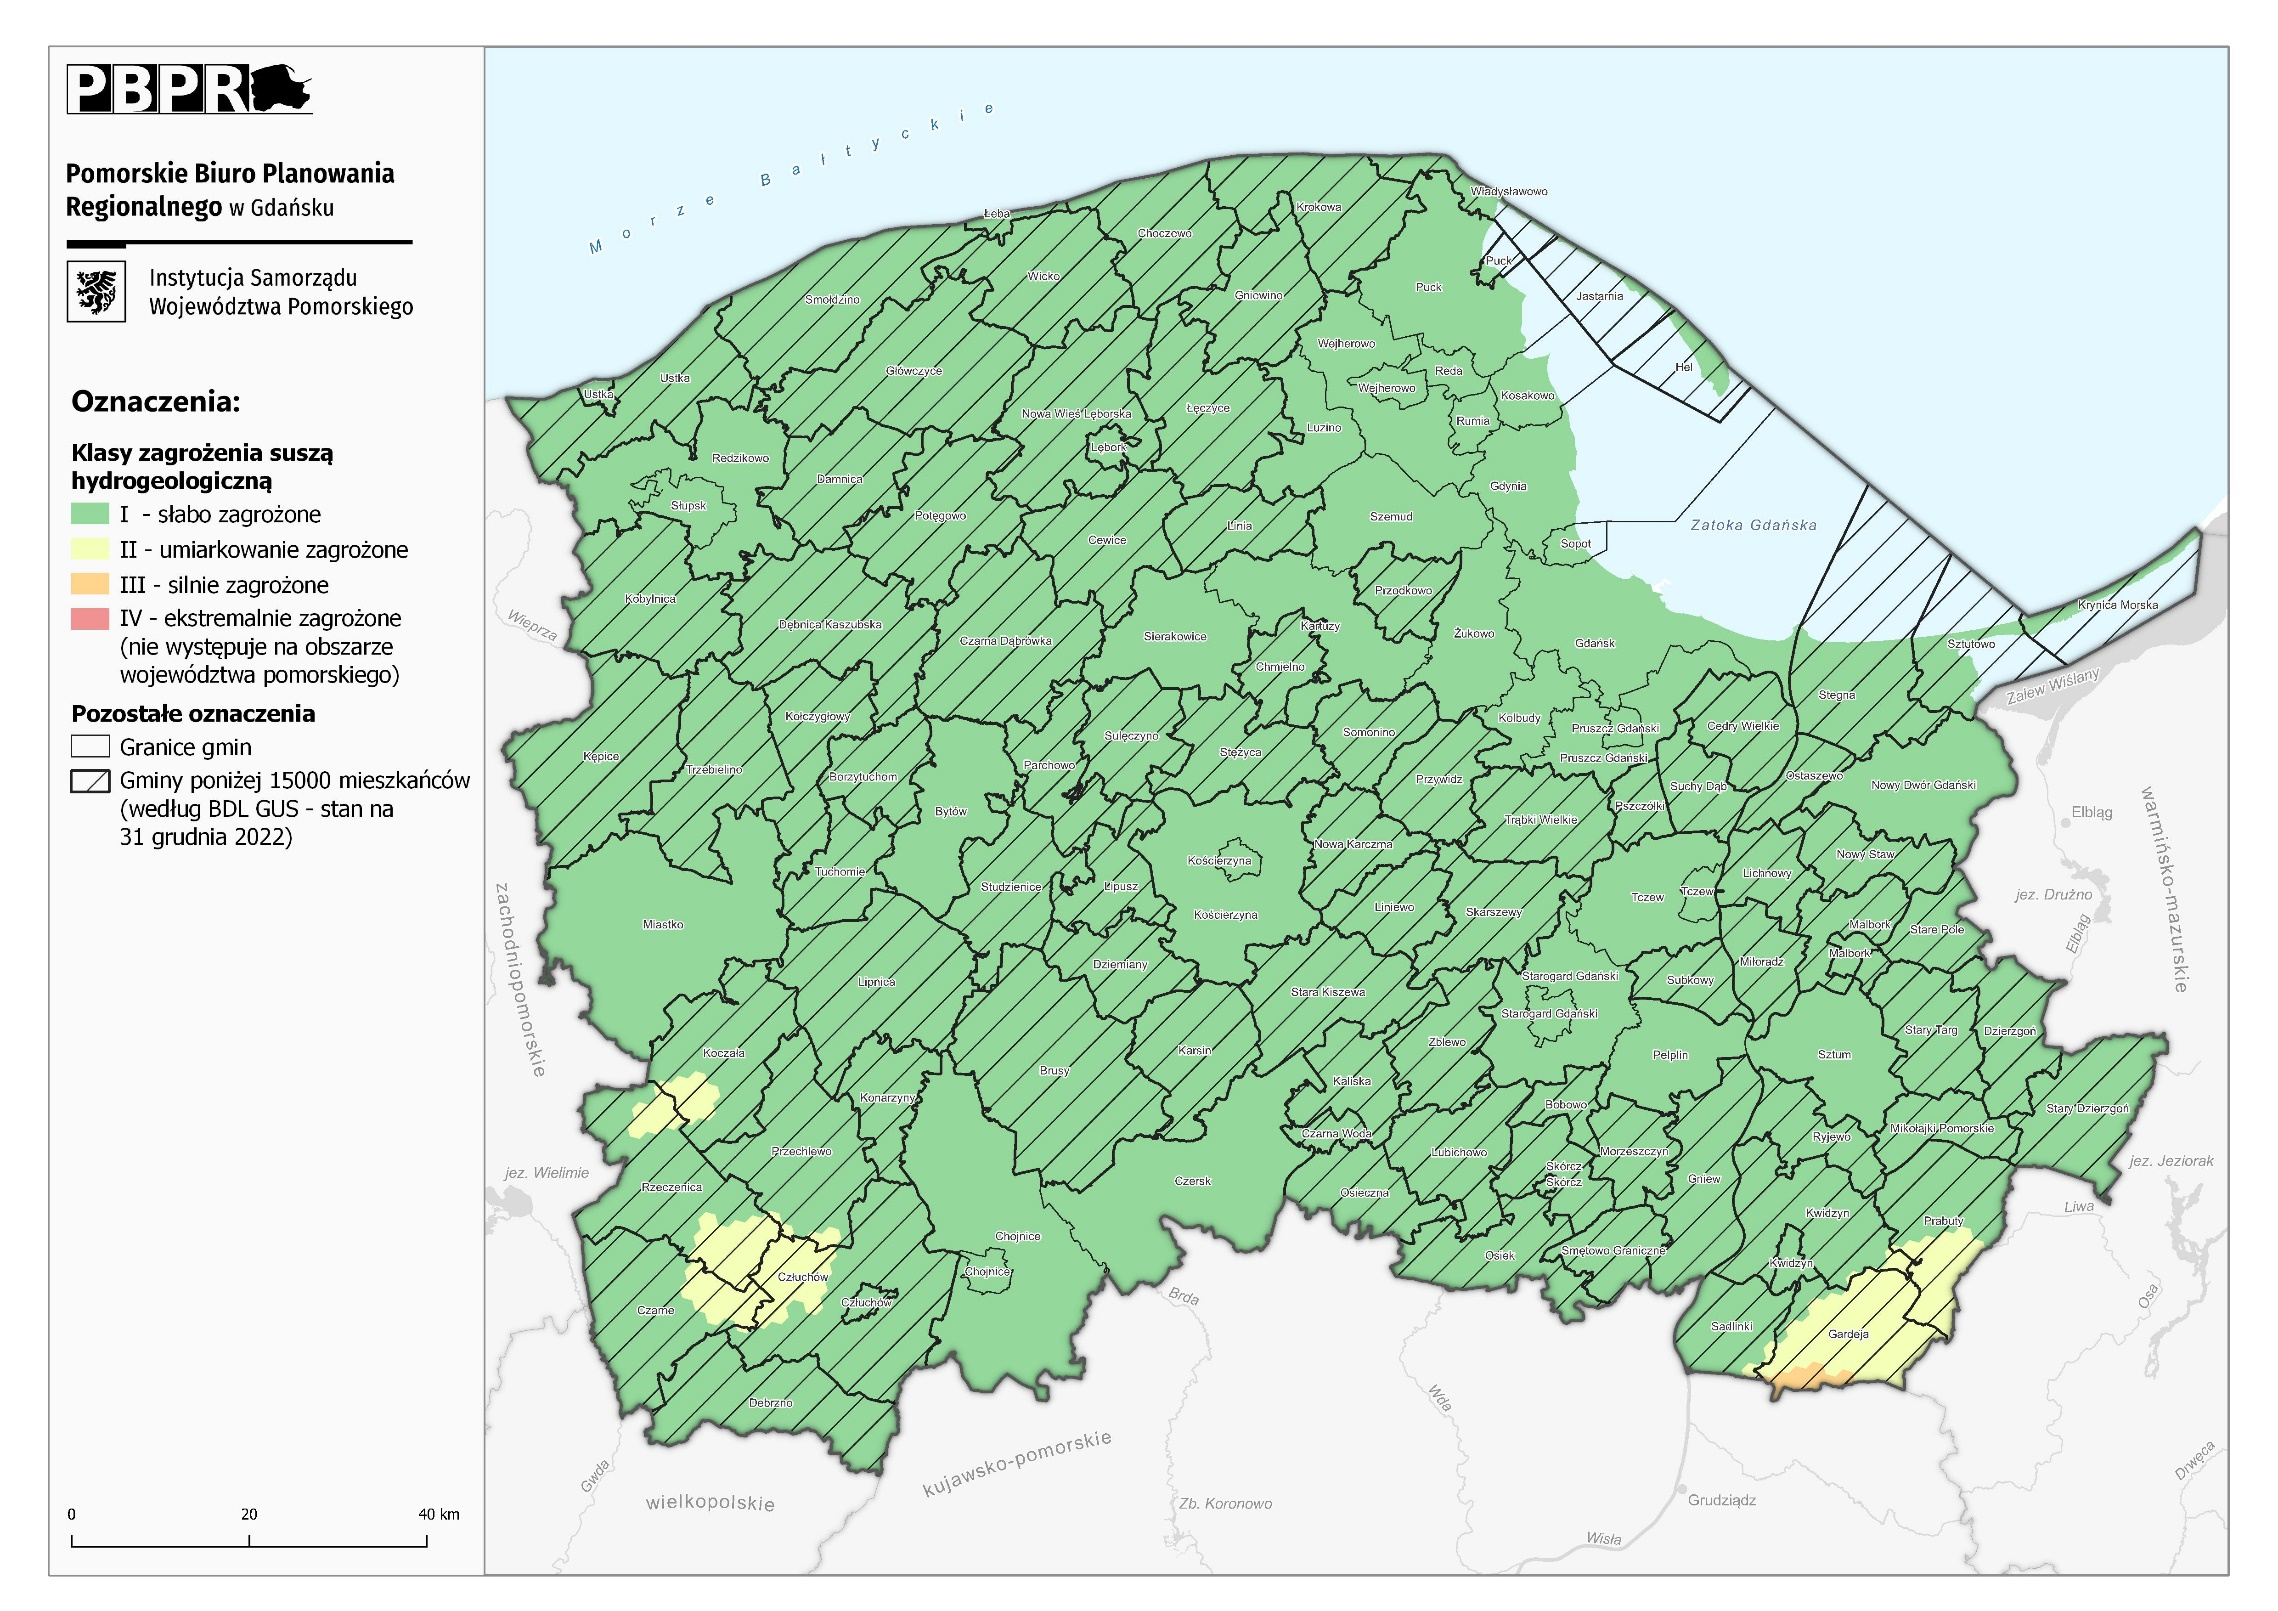 PBPR
Pomorskie Biuro Planowania
Regionalnego w Gdańsku
Instytucja Samorządu
Województwa Pomorskiego
Oznaczenia:
Klasy zagrożenia suszą
hydrogeologiczną
I - słabo zagrożone
II - umiarkowanie zagrożone
III - silnie zagrożone
IV - ekstremalnie zagrożone
(nie występuje na obszarze
województwa pomorskiego)
Pozostałe oznaczenia
Granice gmin
Gminy poniżej 15000 mieszkańców
(według BDL GUS - stan na
31 grudnia 2022)
0 20 40 km
Morze Bałtyckie
Władysławowo
Krokowa
Łeba
Choczewo
Puck
Wicko
Puck
Gniewino
Jastarnia
Smołdzino
Wejherowo
Hel
Główczyce
Reda
Ustka
Wejherowo
Ustka
Kosakowo
Łęczyce
Nowa Wieś Lęborska
Rumia
Luzino
Lębork
Redzikowo
Damnica
Gdynia
Słupsk
Potęgowo
Szemud
Linia
Zatoka Gdańska
Cewice
Sopot
Przodkowo
Kobylnica
Krynica Morska
Wieprza
Dębnica Kaszubska
Kartuzy
Żukowo
Sierakowice
Czarna Dąbrówka
Gdańsk
Sztutowo
Chmielno
Zalew Wiślany
Stegna
Kołczygłowy
Kolbudy
Cedry Wielkie
Pruszcz Gdański
Somonino
Sulęczyno
Stężyca
Kępice
Pruszcz Gdański
Parchowo
Trzebielino
Borzytuchom
Ostaszewo
Przywidz
Suchy Dąb
Nowy Dwór Gdański
Pszczółki
Bytów
Elbląg
Trąbki Wielkie
warmińsko-mazurskie
Nowa Karczma
Nowy Staw
Kościerzyna
Tuchomie
Lichnowy
Studzienice
Lipusz
Tczew
Tczew
jez. Drużno
Liniewo
Skarszewy
Kościerzyna
Miastko
Malbork
Stare Pole
Elbląg
zachodniopomorskie
Malbork
Miłoradz
Dziemiany
Starogard Gdański
Subkowy
Lipnica
Stara Kiszewa
Starogard Gdański
Stary Targ
Dzierzgoń
Zblewo
Karsin
Koczała
Pelplin
Sztum
Brusy
Kaliska
Konarzyny
Bobowo
Stary Dzierzgoń
Mikołajki Pomorskie
Czarna Woda
Ryjewo
Przechlewo
Lubichowo
Morzeszczyn
jez. Jeziorak
Skórcz
Skórcz
jez. Wielimie
Gniew
Czersk
Rzeczenica
Osieczna
Liwa
Kwidzyn
Prabuty
Chojnice
Smętowo Graniczne
Osiek
Kwidzyn
Chojnice
Człuchów
Brda
Osa
Człuchów
Czarne
Sadlinki
Gardeja
Wda
Debrzno
kujawsko-pomorskie
Gwda
Drwęca
wielkopolskie
Zb. Koronowo
Grudziądz
Wisła